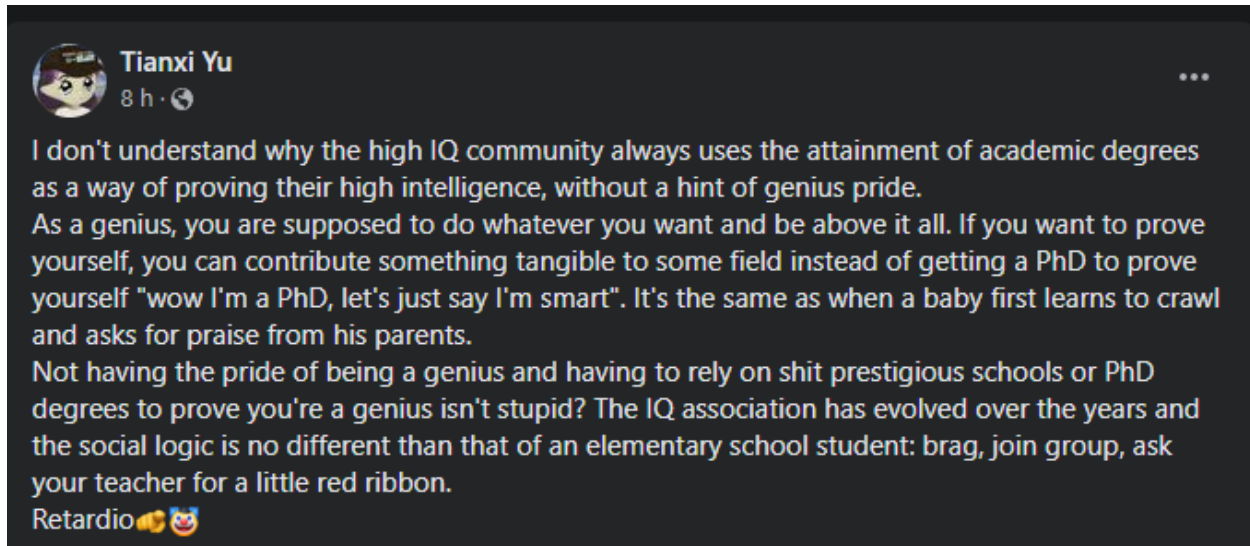 Tianxi Yu
8 h ·
I don't understand why the high IQ community always uses the attainment of academic degrees
as a way of proving their high intelligence, without a hint of genius pride.
As a genius, you are supposed to do whatever you want and be above it all. If you want to prove
yourself, you can contribute something tangible to some field instead of getting a PhD to prove
yourself "wow I'm a PhD, let's just say I'm smart". It's the same as when a baby first learns to crawl
and asks for praise from his parents.
Not having the pride of being a genius and having to rely on shit prestigious schools or PhD
degrees to prove you're a genius isn't stupid? The IQ association has evolved over the years and
the social logic is no different than that of an elementary school student: brag, join group, ask
your teacher for a little red ribbon.
Retardio🫵🤡